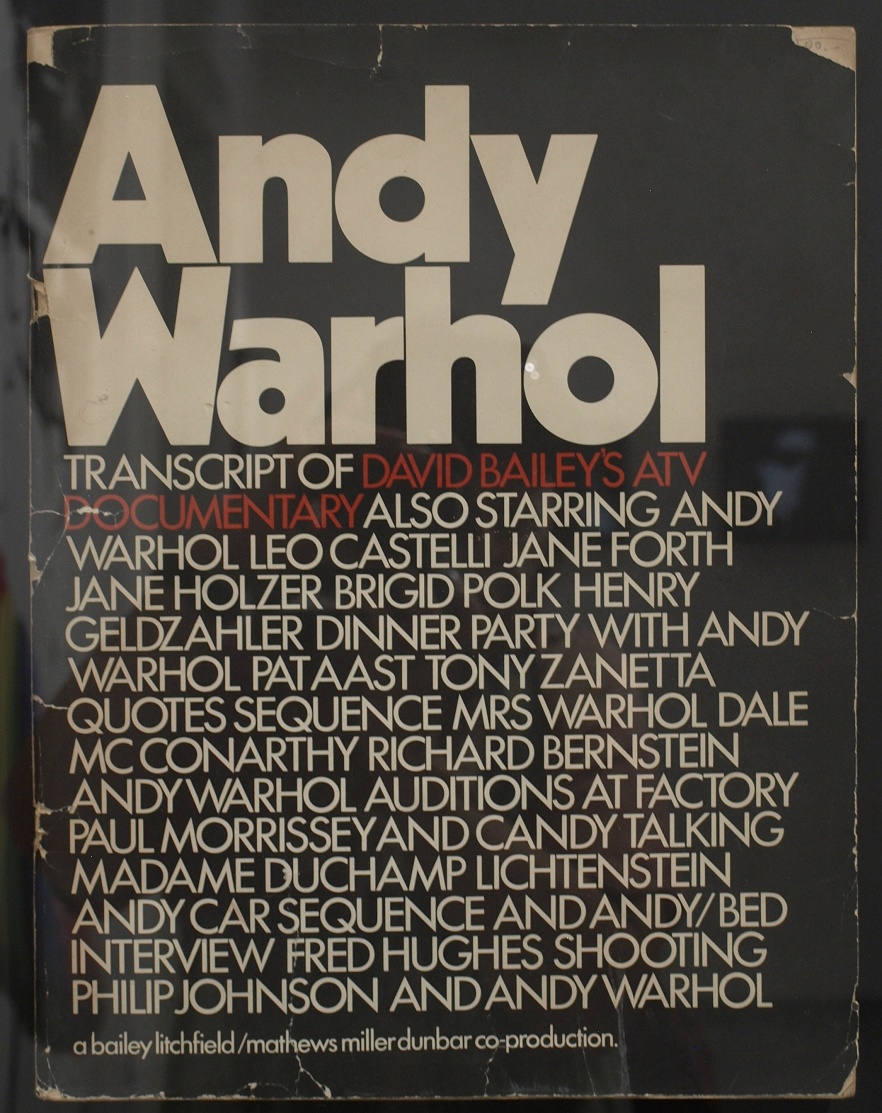 Andy
Warhol
TRANSCRIPT OF DAVID BAILEY'S ATV
DOCUMENTARY ALSO STARRING ANDY
WARHOL LEO CASTELLI JANE FORTH
JANE HOLZER BRIGID POLK HENRY
GELDZAHLER DINNER PARTY WITH ANDY
WARHOL PAT AAST TONY ZANETTA
QUOTES SEQUENCE MRS WARHOL DALE
MC CONARTHY RICHARD BERNSTEIN
ANDY WARHOL AUDITIONS AT FACTORY
PAUL MORRISSEY AND CANDY TALKING
MADAME DUCHAMP LICHTENSTEIN
ANDY CAR SEQUENCE AND ANDY/BED
INTERVIEW FRED HUGHES SHOOTING
PHILIP JOHNSON AND ANDY WARHOL
a bailey litchfield /mathews miller dunbar co-production.